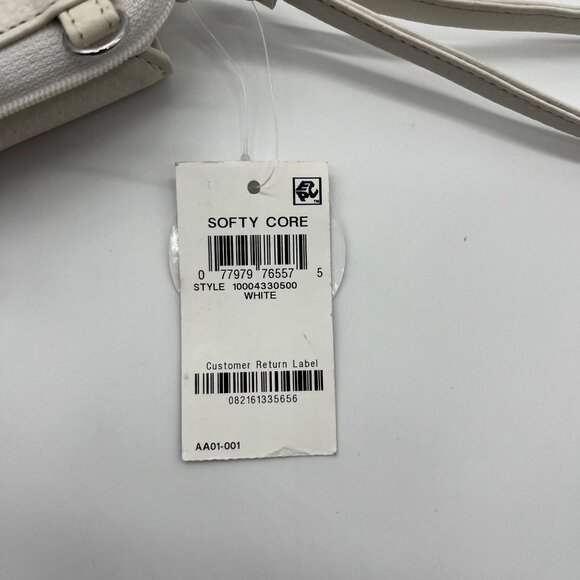 SOFTY CORE
0 77979 76557 5
STYLE 10004330500
WHITE
Customer Return Label
082161335656
AA01-001